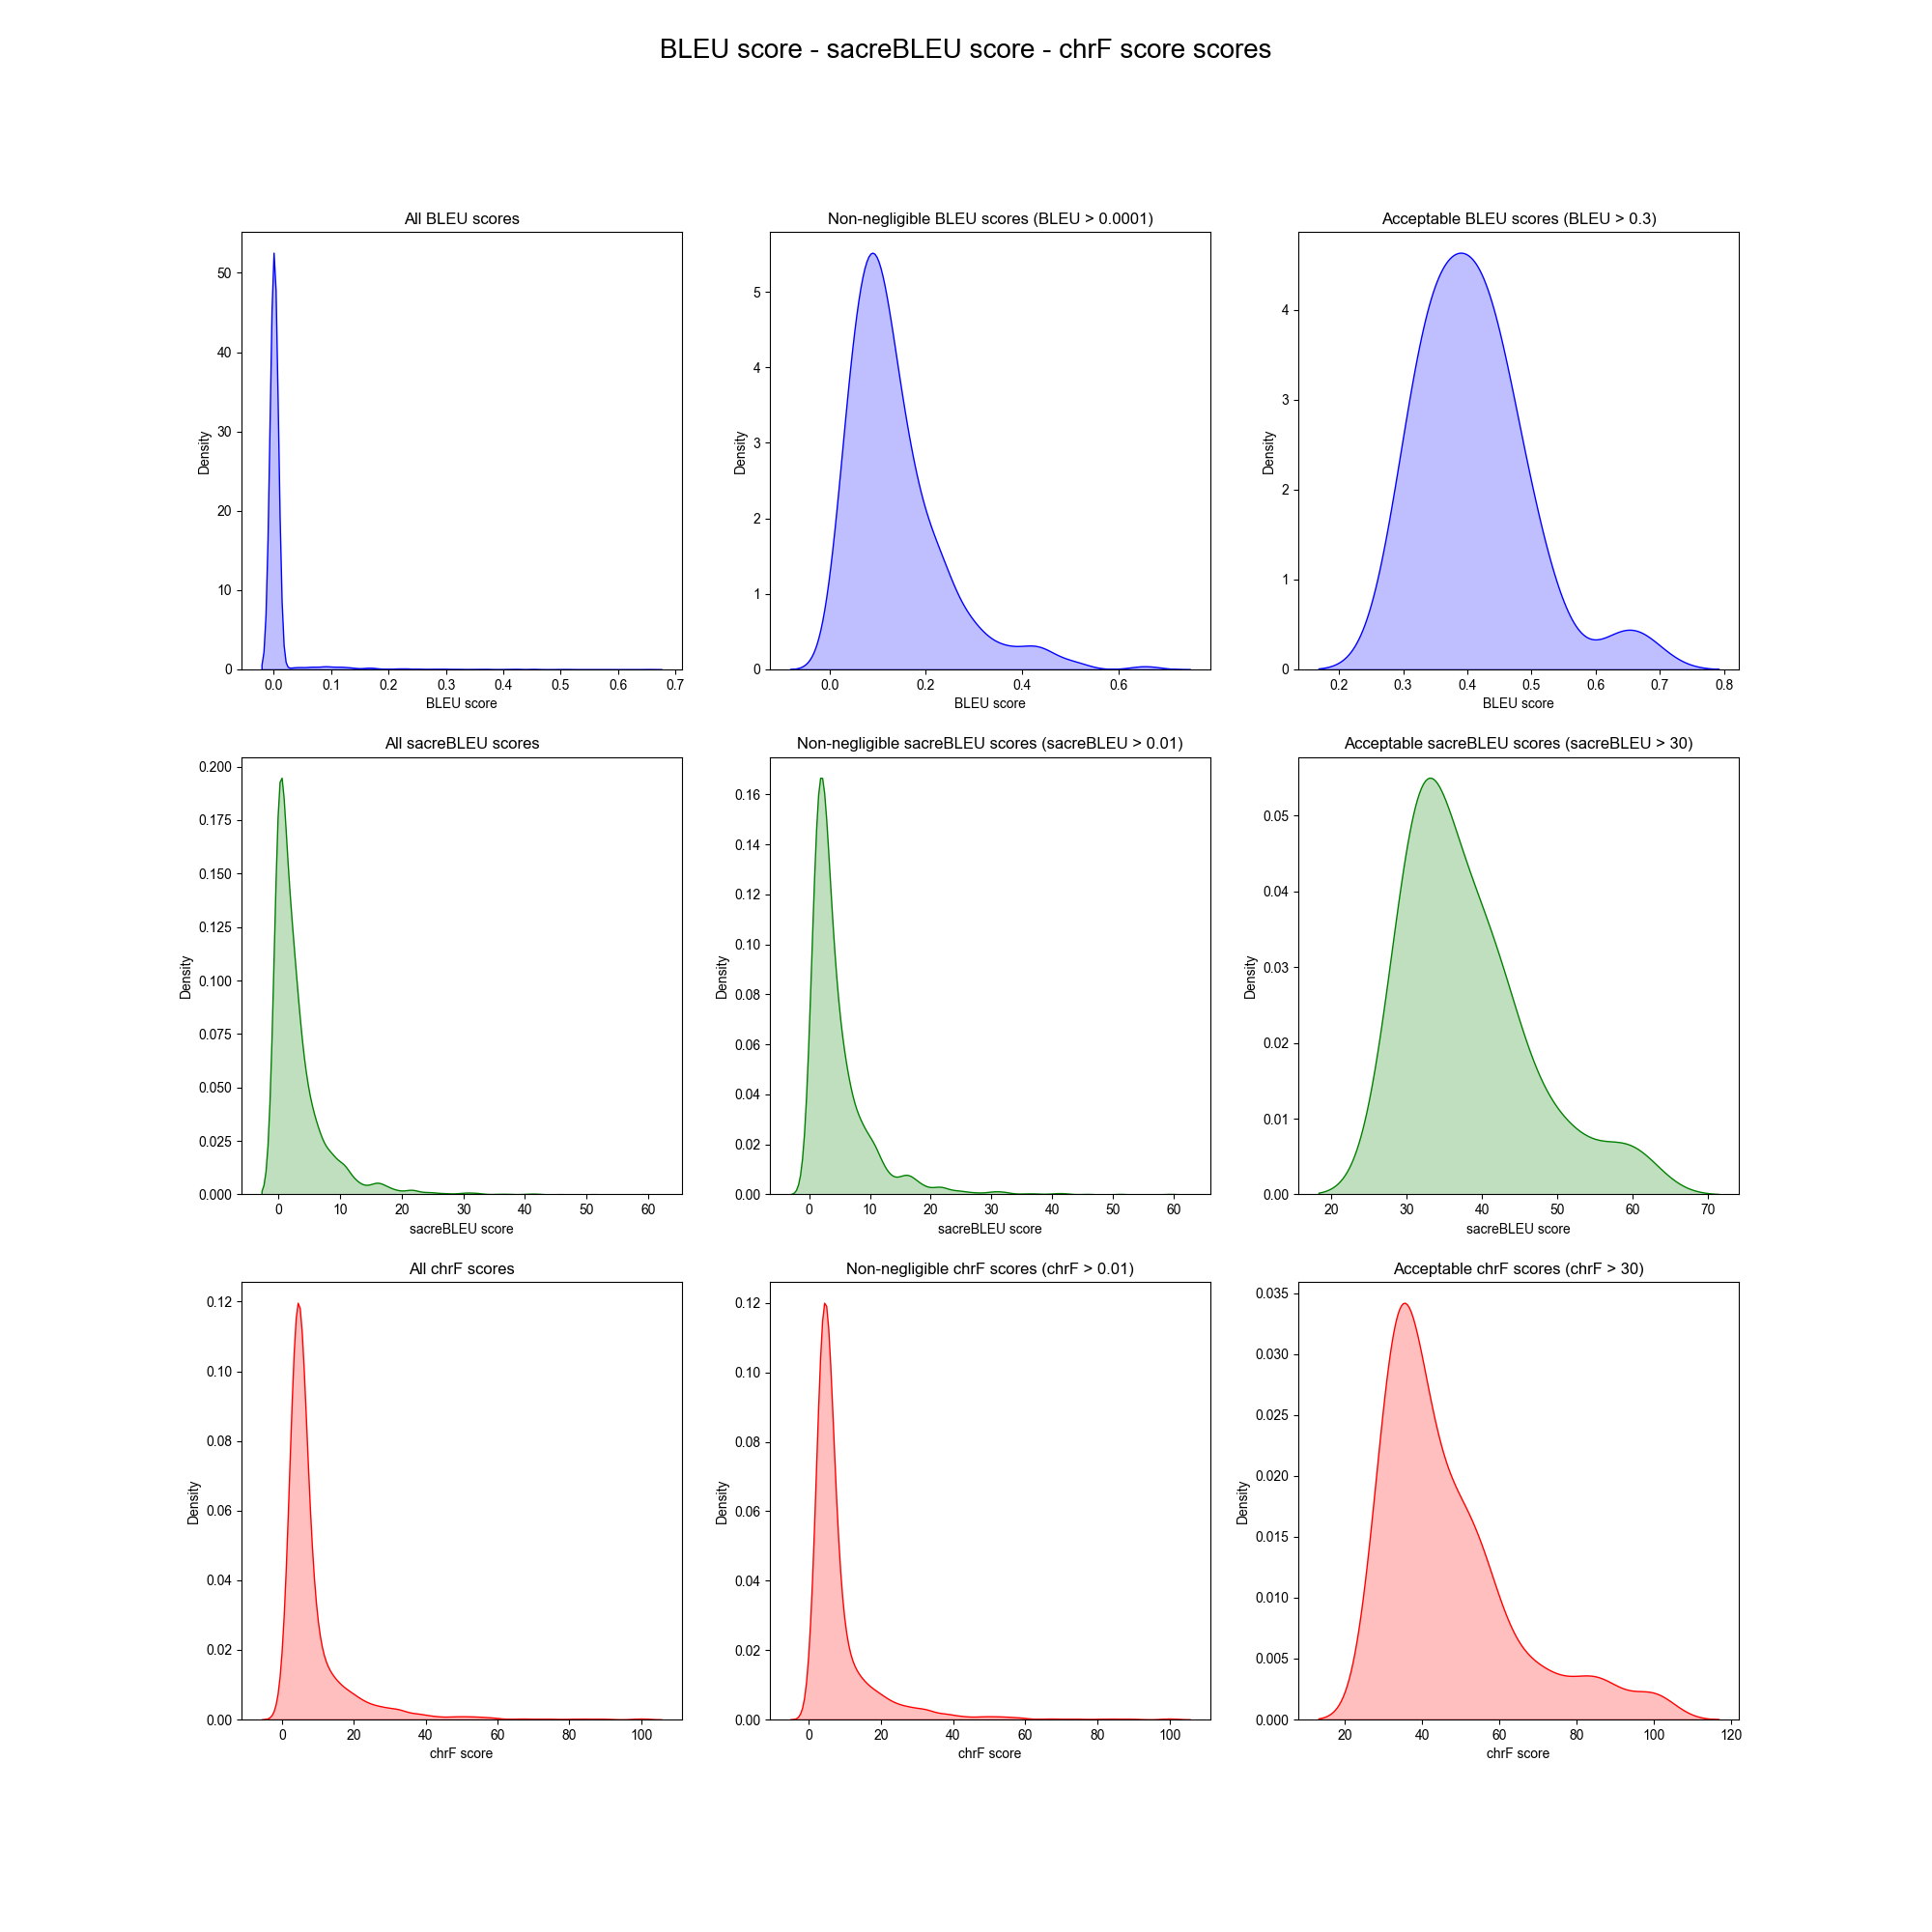 BLEU score - sacreBLEU score - chrF score scores
All BLEU scores
Density
50
40
30
20
10
0
0.0 0.1 0.2 0.3 0.4 0.5 0.6 0.7
BLEU score
Non-negligible BLEU scores (BLEU > 0.0001)
Density
5
4
3
2
1
0
0.0 0.2 0.4 0.6
BLEU score
Acceptable BLEU scores (BLEU > 0.3)
Density
4
3
2
1
0
0.2 0.3 0.4 0.5 0.6 0.7 0.8
BLEU score
All sacreBLEU scores
Density
0.200
0.175
0.150
0.125
0.100
0.075
0.050
0.025
0.000
0 10 20 30 40 50 60
sacreBLEU score
Non-negligible sacreBLEU scores (sacreBLEU > 0.01)
Density
0.16
0.14
0.12
0.10
0.08
0.06
0.04
0.02
0.00
0 10 20 30 40 50 60
sacreBLEU score
Acceptable sacreBLEU scores (sacreBLEU > 30)
Density
0.05
0.04
0.03
0.02
0.01
0.00
20 30 40 50 60 70
sacreBLEU score
All chrF scores
Density
0.12
0.10
0.08
0.06
0.04
0.02
0.00
0 20 40 60 80 100
chrF score
Non-negligible chrF scores (chrF > 0.01)
Density
0.12
0.10
0.08
0.06
0.04
0.02
0.00
0 20 40 60 80 100
chrF score
Acceptable chrF scores (chrF > 30)
Density
0.035
0.030
0.025
0.020
0.015
0.010
0.005
0.000
20 40 60 80 100 120
chrF score